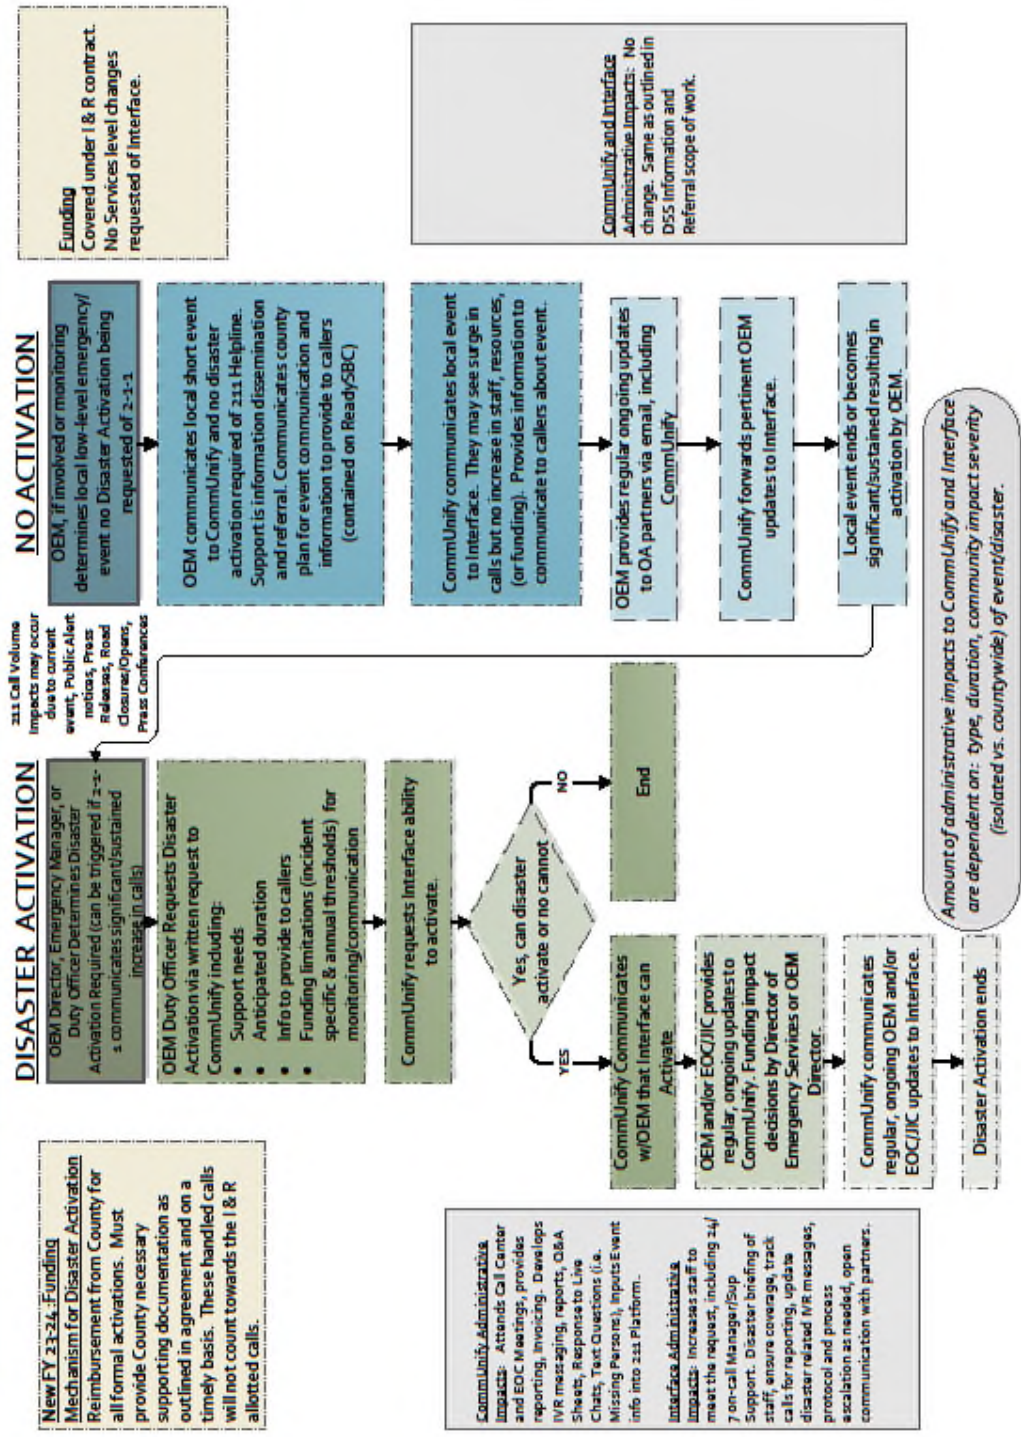 New FY 23-24 :Funding
Mechanism for Disaster Activation
Reimbursement from County for
all formal activations. Must
provide County necessary
supporting documentation as
outlined in agreement and on a
timely basis. These handled calls
will not count towards the I & R
allotted calls.
CommUnify Administrative
Impacts: Attends Call Center
and EOC Meetings, provides
reporting, Invoicing. Develops
IVR messaging, reports, Q&A
Sheets, Response to Live
Chats, Text Questions (i.e.
Missing Persons), Inputs Event
info into 211 Platform.
Interface Administrative
Impacts: Increases staff to
meet the request, including 24/
7 on-call Manager/Sup
Support. Disaster briefing of
staff, ensure coverage, track
calls for reporting, update
disaster related IVR messages,
protocol and process
escalation as needed, open
communication with partners.
DISASTER ACTIVATION
OEM Director, Emergency Manager, or
Duty Officer Determines Disaster
Activation Required (can be triggered if 2-1-
1 communicates significant/sustained
increase in calls)
OEM Duty Officer Requests Disaster
Activation via written request to
CommUnify including:
• Support needs
• Anticipated duration
• Info to provide to callers
• Funding limitations (incident
specific & annual thresholds) for
monitoring/communication
CommUnify requests Interface ability
to activate.
Yes, can disaster
activate or no cannot
YES
NO
CommUnify Communicates
w/OEM that Interface can
Activate
End
OEM and/or EOC/JIC provides
regular, ongoing updates to
CommUnify. Funding impact
decisions by Director of
Emergency Services or OEM
Director.
CommUnify communicates
regular, ongoing OEM and/or
EOC/JIC updates to Interface.
Disaster Activation ends
211 Call Volume
Impacts may occur
due to current
event, Public Alert
notices, Press
Releases, Road
Closures/Opens,
Press Conferences
NO ACTIVATION
OEM, if involved or monitoring
determines local low-level emergency/
event no Disaster Activation being
requested of 2-1-1
OEM communicates local short event
to CommUnify and no disaster
activation required of 211 Helpline.
Support is information dissemination
and referral. Communicates county
plan for event communication and
information to provide to callers
(contained on ReadySBC)
CommUnify communicates local event
to Interface. They may see surge in
calls but no increase in staff, resources,
(or funding). Provides information to
communicate to callers about event.
OEM provides regular ongoing updates
to OA partners via email, including
CommUnify
CommUnify forwards pertinent OEM
updates to Interface.
Local event ends or becomes
significant/sustained resulting in
activation by OEM.
Amount of administrative impacts to CommUnify and Interface
are dependent on: type, duration, community impact severity
(isolated vs. countywide) of event/disaster.
Funding
Covered under I & R contract.
No Services level changes
requested of Interface.
CommUnify and Interface
Administrative Impacts: No
change. Same as outlined in
DSS Information and
Referral scope of work.